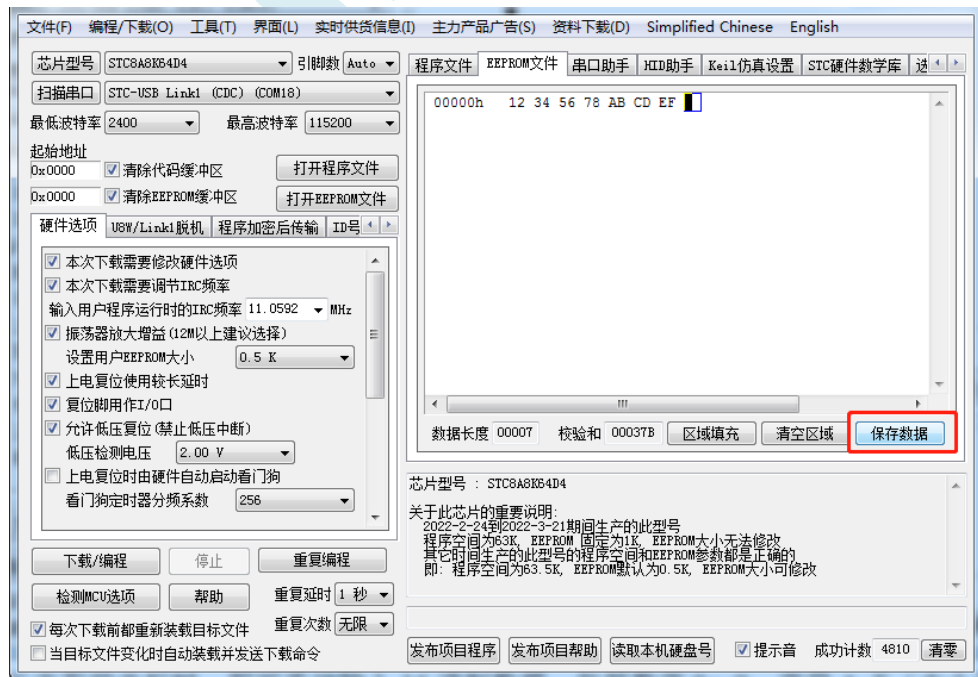 文件(F) 编程/下载(O) 工具(T) 界面(L) 实时供货信息(I) 主力产品广告(S) 资料下载(D) Simplified Chinese English
芯片型号 STC8A8K64D4 引脚数 Auto
扫描串口 STC-USB Link1 (CDC) (COM18)
最低波特率 2400 最高波特率 115200
起始地址
0x0000 清除代码缓冲区 打开程序文件
0x0000 清除EEPROM缓冲区 打开EEPROM文件
硬件选项 U8W/Link1脱机 程序加密后传输 ID号
本次下载需要修改硬件选项
本次下载需要调节IRC频率
输入用户程序运行时的IRC频率 11.0592 MHz
振荡器放大增益(12M以上建议选择)
设置用户EEPROM大小 0.5 K
上电复位使用较长延时
复位脚用作I/O口
允许低压复位(禁止低压中断)
低压检测电压 2.00 V
上电复位时由硬件自动启动看门狗
看门狗定时器分频系数 256
下载/编程 停止 重复编程
检测MCU选项 帮助 重复延时 1 秒
每次下载前都重新装载目标文件 重复次数 无限
当目标文件变化时自动装载并发送下载命令
程序文件 EEPROM文件 串口助手 HID助手 Keil仿真设置 STC硬件数学库 选
00000h 12 34 56 78 AB CD EF
数据长度 00007 校验和 00037B 区域填充 清空区域 保存数据
芯片型号 : STC8A8K64D4
关于此芯片的重要说明:
2022-2-24到2022-3-21期间生产的此型号
程序空间为63K, EEPROM 固定为1K, EEPROM大小无法修改
其它时间生产的此型号的程序空间和EEPROM参数都是正确的
即: 程序空间为63.5K, EEPROM默认为0.5K, EEPROM大小可修改
发布项目程序 发布项目帮助 读取本机硬盘号 提示音 成功计数 4810 清零